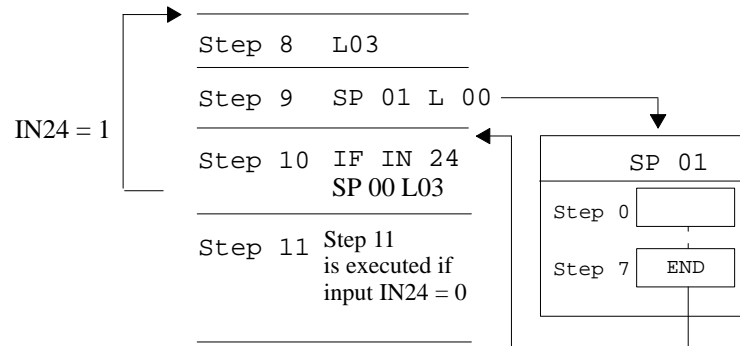 Step 8 L03
Step 9 SP 01 L 00
IN24 = 1
Step 10 IF IN 24
SP 00 L03
SP 01
Step 0
Step 11 Step 11
is executed if
input IN24 = 0
Step 7 END